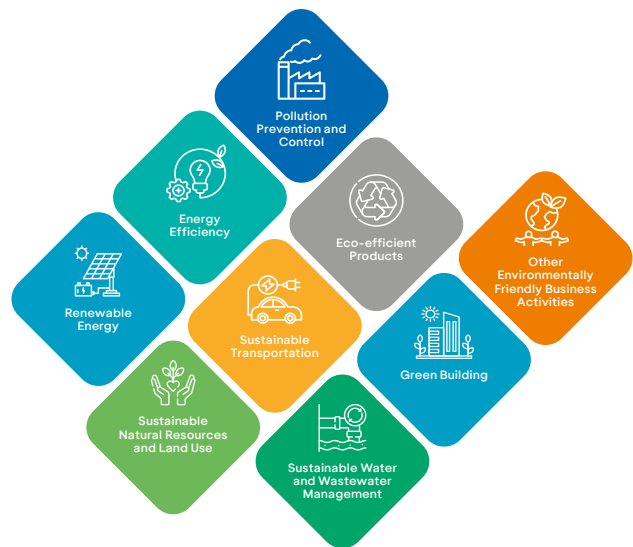 Pollution
Prevention and
Control
Energy
Efficiency
Eco-efficient
Products
Other
Environmentally
Friendly Business
Activities
Renewable
Energy
Sustainable
Transportation
Green Building
Sustainable
Natural Resources
and Land Use
Sustainable Water
and Wastewater
Management